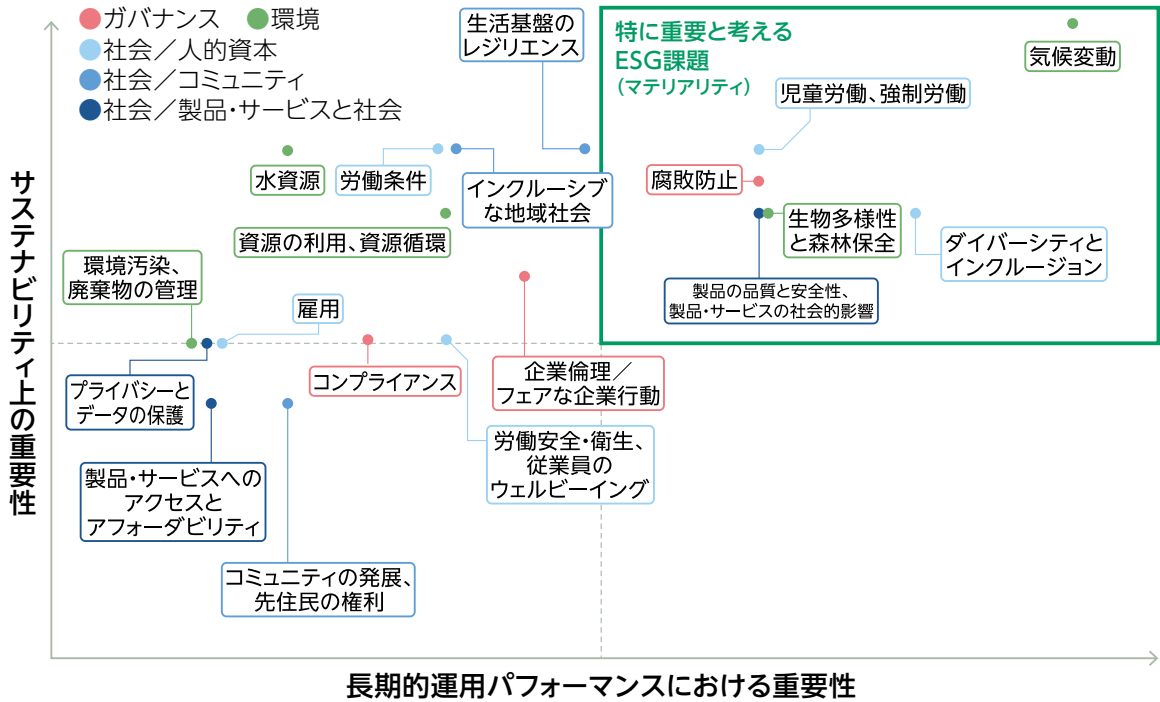 ガバナンス
環境
社会／人的資本
社会／コミュニティ
社会／製品・サービスと社会
生活基盤の
レジリエンス
特に重要と考える
ESG課題
（マテリアリティ）
気候変動
児童労働、強制労働
水資源
労働条件
インクルーシブ
な地域社会
腐敗防止
資源の利用、資源循環
生物多様性
と森林保全
ダイバーシティと
インクルージョン
環境汚染、
廃棄物の管理
雇用
製品の品質と安全性、
製品・サービスの社会的影響
プライバシーと
データの保護
コンプライアンス
企業倫理／
フェアな企業行動
労働安全・衛生、
従業員の
ウェルビーイング
製品・サービスへの
アクセスと
アフォーダビリティ
コミュニティの発展、
先住民の権利
サステナビリティ上の重要性
長期的運用パフォーマンスにおける重要性